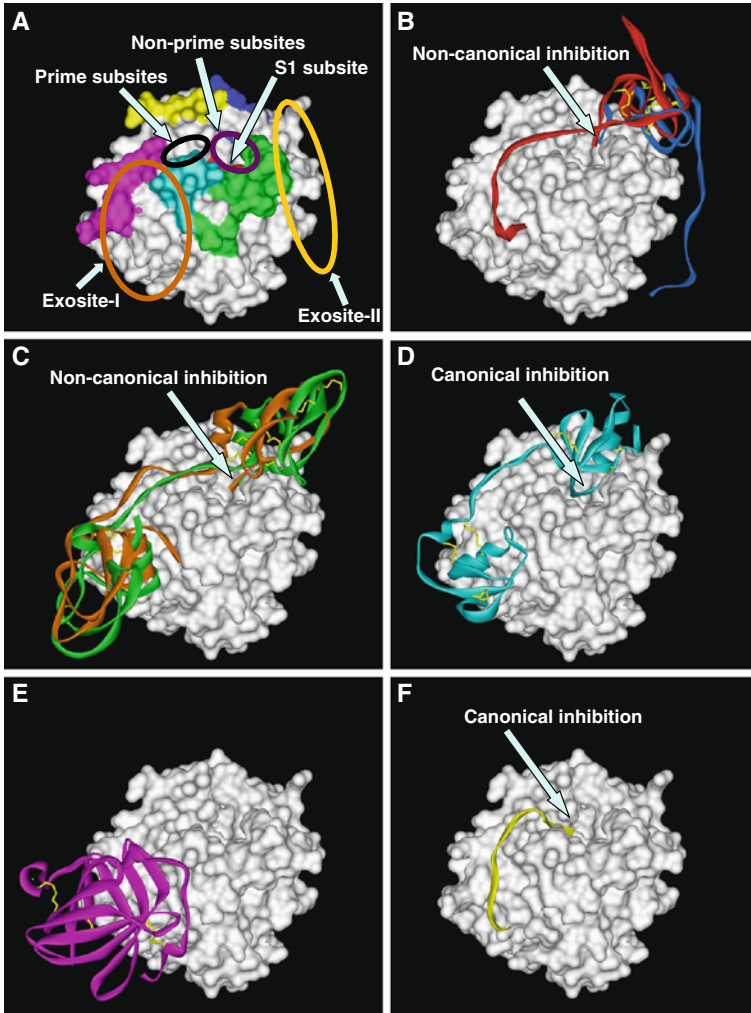 A
Non-prime subsites
Prime subsites
S1 subsite
Exosite-I
Exosite-II
B
Non-canonical inhibition
C
Non-canonical inhibition
D
Canonical inhibition
E
F
Canonical inhibition